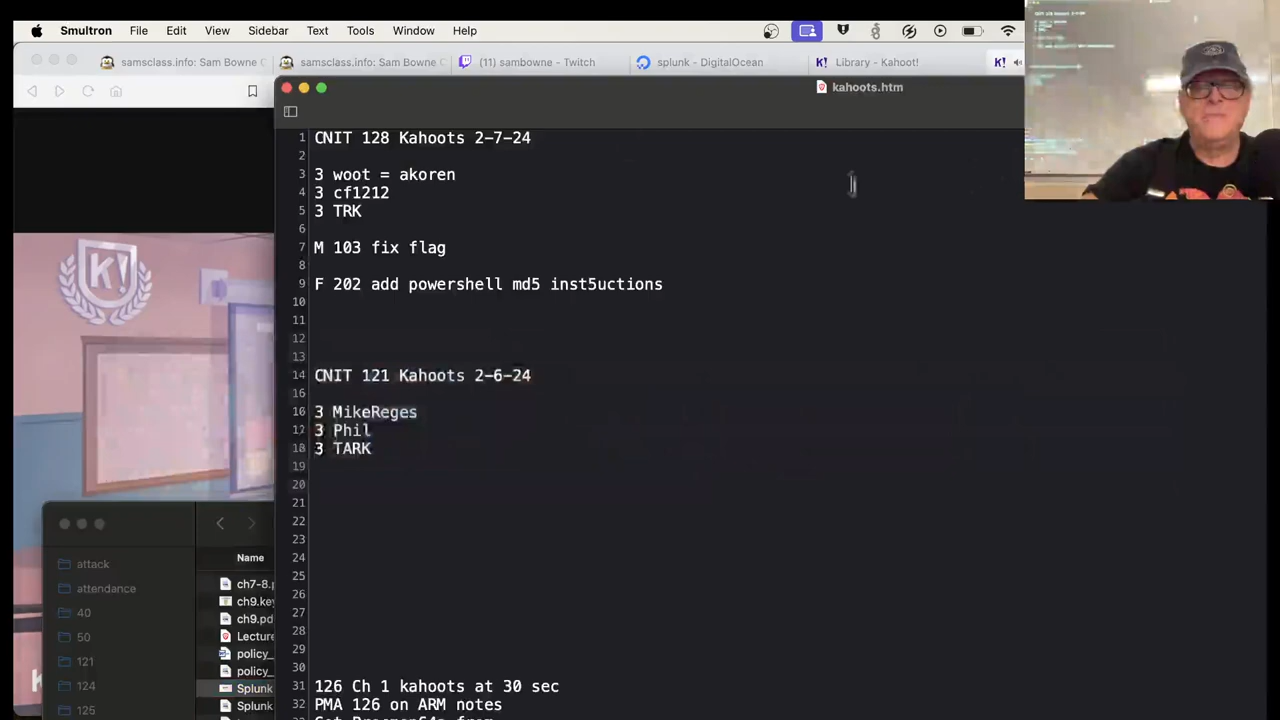 Smultron File Edit View Sidebar Text Tools Window Help
samsclass.info: Sam Bowne C
samsclass.info: Sam Bowne C
(11) sambowne - Twitch
splunk - DigitalOcean
K! Library - Kahoot!
K!
kahoots.htm
1 CNIT 128 Kahoots 2-7-24
2
3 3 woot = akoren
4 3 cf1212
5 3 TRK
6
7 M 103 fix flag
8
9 F 202 add powershell md5 inst5uctions
10
11
12
13
14 CNIT 121 Kahoots 2-6-24
16
16 3 MikeReges
17 3 Phil
18 3 TARK
19
20
21
22
23
24
25
26
27
28
29
30
31 126 Ch 1 kahoots at 30 sec
32 PMA 126 on ARM notes
K!
Name
attack
attendance
40
50
121
124
125
ch7-8.p
ch9.key
ch9.pd
Lecture
policy_
policy_
Splunk
Splunk